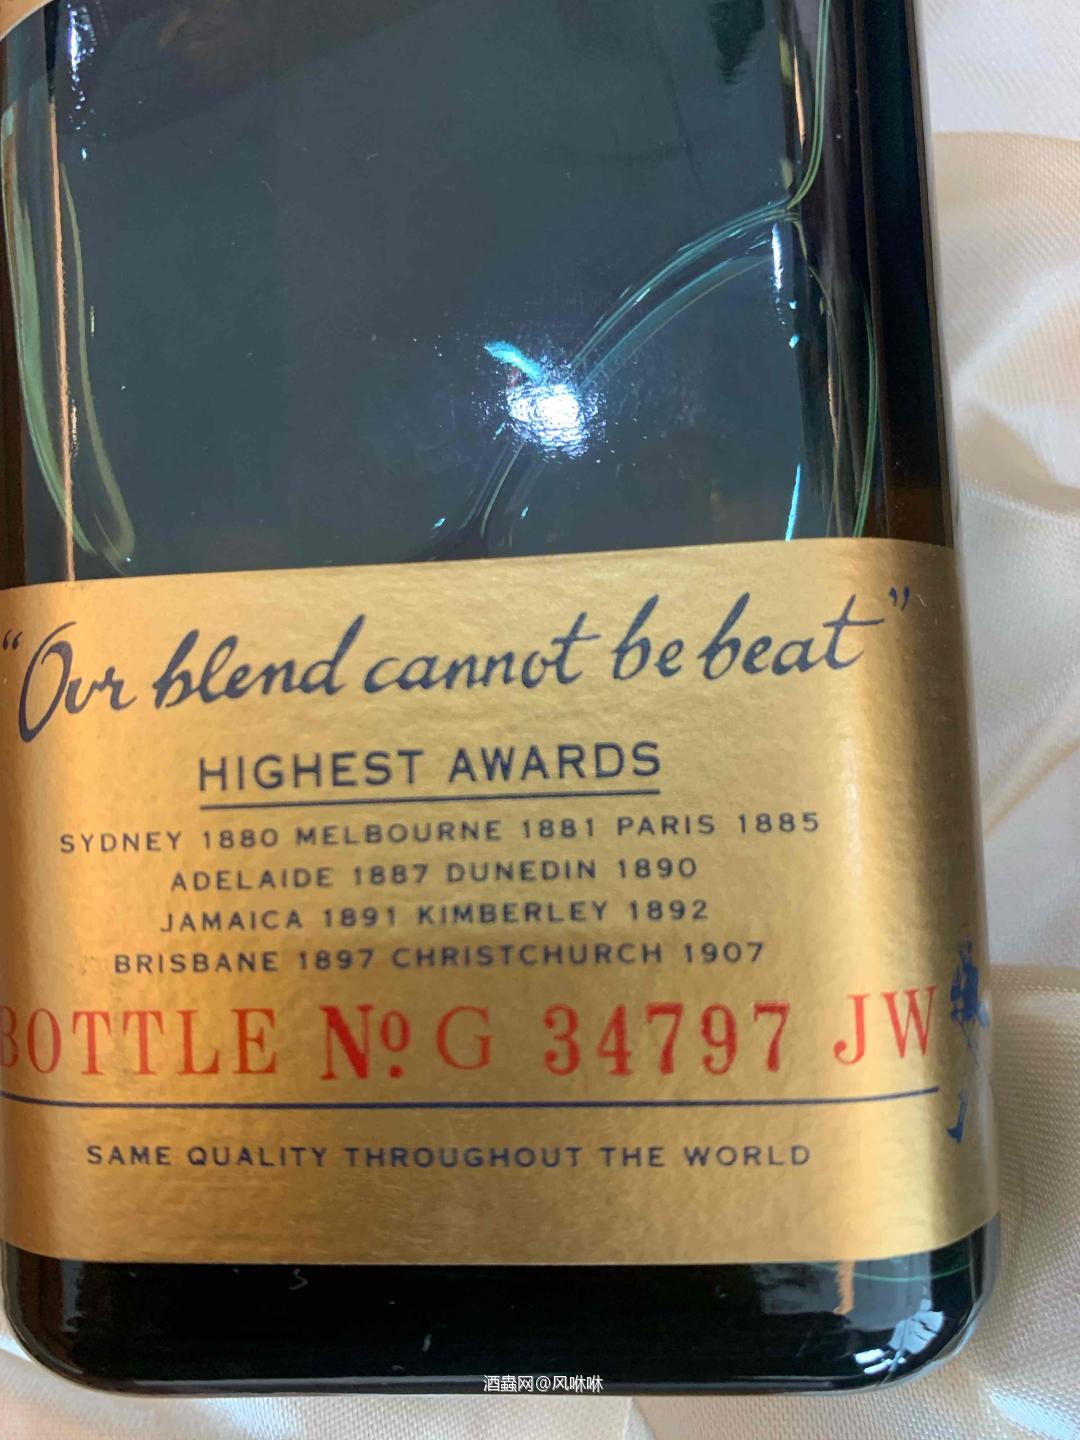 “Our blend cannot be beat”
HIGHEST AWARDS
SYDNEY 1880 MELBOURNE 1881 PARIS 1885
ADELAIDE 1887 DUNEDIN 1890
JAMAICA 1891 KIMBERLEY 1892
BRISBANE 1897 CHRISTCHURCH 1907
BOTTLE No. G 34797 JW
SAME QUALITY THROUGHOUT THE WORLD
酒蟲网@风咻咻